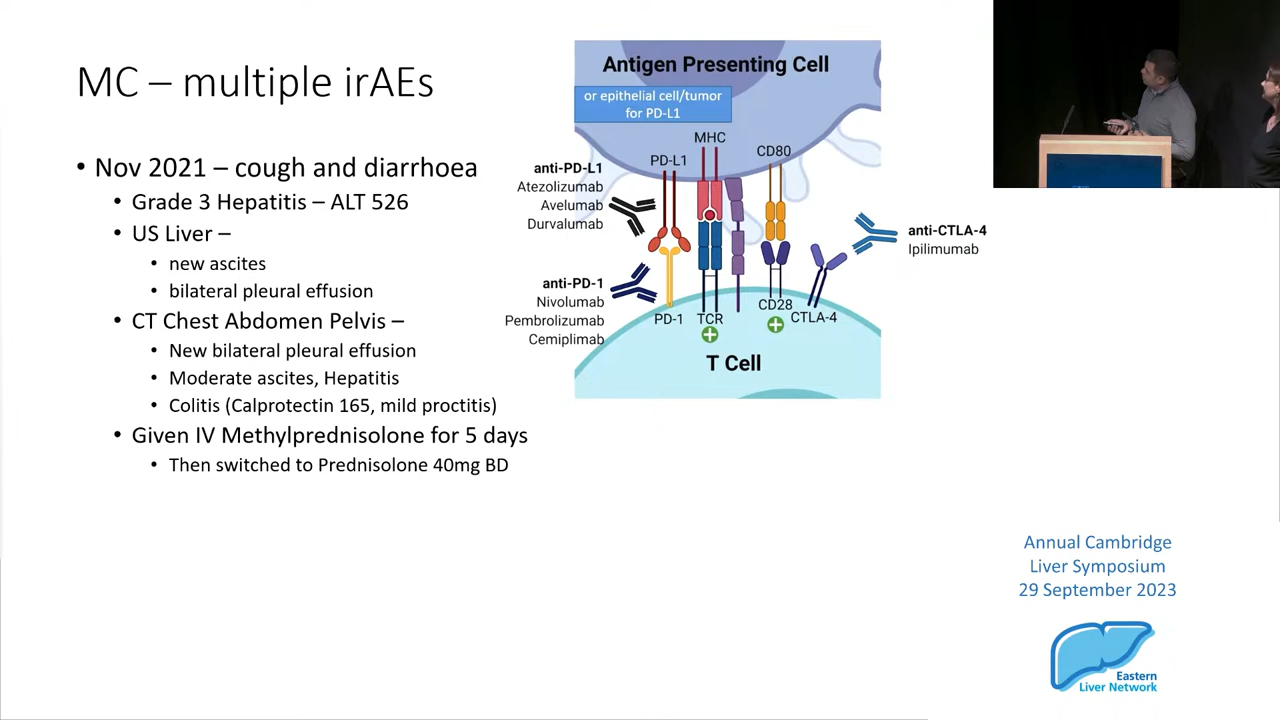 MC – multiple irAEs
• Nov 2021 – cough and diarrhoea
• Grade 3 Hepatitis – ALT 526
• US Liver –
• new ascites
• bilateral pleural effusion
• CT Chest Abdomen Pelvis –
• New bilateral pleural effusion
• Moderate ascites, Hepatitis
• Colitis (Calprotectin 165, mild proctitis)
• Given IV Methylprednisolone for 5 days
• Then switched to Prednisolone 40mg BD
Antigen Presenting Cell
or epithelial cell/tumor
for PD-L1
MHC
PD-L1
CD80
anti-PD-L1
Atezolizumab
Avelumab
Durvalumab
anti-CTLA-4
Ipilimumab
anti-PD-1
Nivolumab
Pembrolizumab
Cemiplimab
PD-1
TCR
CD28
CTLA-4
T Cell
Annual Cambridge
Liver Symposium
29 September 2023
Eastern
Liver Network